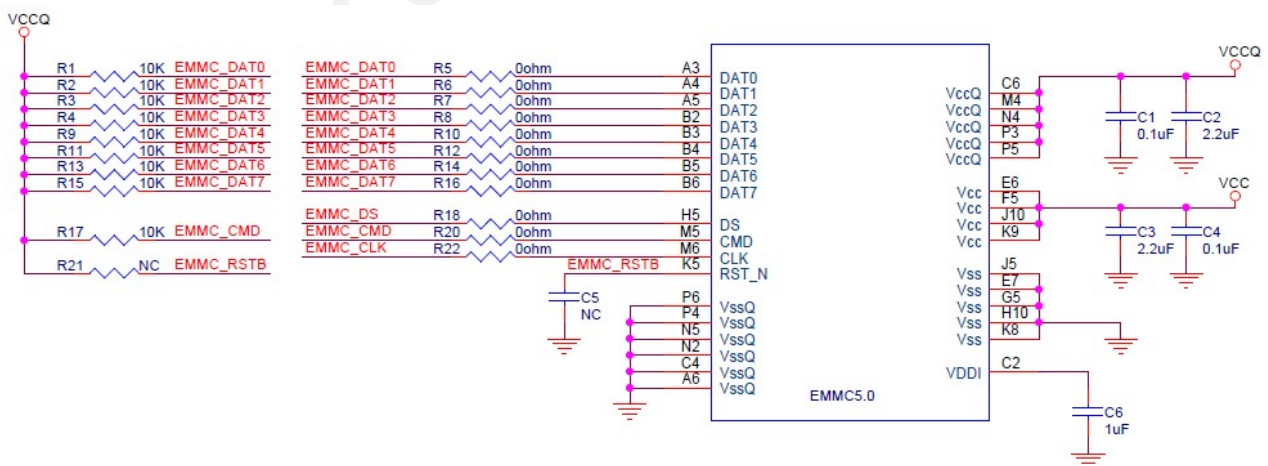 VCCQ
R1 10K EMMC_DAT0
R2 10K EMMC_DAT1
R3 10K EMMC_DAT2
R4 10K EMMC_DAT3
R9 10K EMMC_DAT4
R11 10K EMMC_DAT5
R13 10K EMMC_DAT6
R15 10K EMMC_DAT7
R17 10K EMMC_CMD
R21 NC EMMC_RSTB
EMMC_DAT0 R5 0ohm A3 DAT0
EMMC_DAT1 R6 0ohm A4 DAT1
EMMC_DAT2 R7 0ohm A5 DAT2
EMMC_DAT3 R8 0ohm B2 DAT3
EMMC_DAT4 R10 0ohm B3 DAT4
EMMC_DAT5 R12 0ohm B4 DAT5
EMMC_DAT6 R14 0ohm B5 DAT6
EMMC_DAT7 R16 0ohm B6 DAT7
EMMC_DS R18 0ohm H5 DS
EMMC_CMD R20 0ohm M5 CMD
EMMC_CLK R22 0ohm M6 CLK
EMMC_RSTB K5 RST_N
C5
NC
P6 VssQ
P4 VssQ
N5 VssQ
N2 VssQ
C4 VssQ
A6 VssQ
EMMC5.0
VccQ C6
VccQ M4
VccQ N4
VccQ P3
VccQ P5
VCCQ
C1
0.1uF
C2
2.2uF
Vcc E6
Vcc F5
Vcc J10
Vcc K9
VCC
C3
2.2uF
C4
0.1uF
Vss J5
Vss E7
Vss G5
Vss H10
Vss K8
VDDI C2
C6
1uF